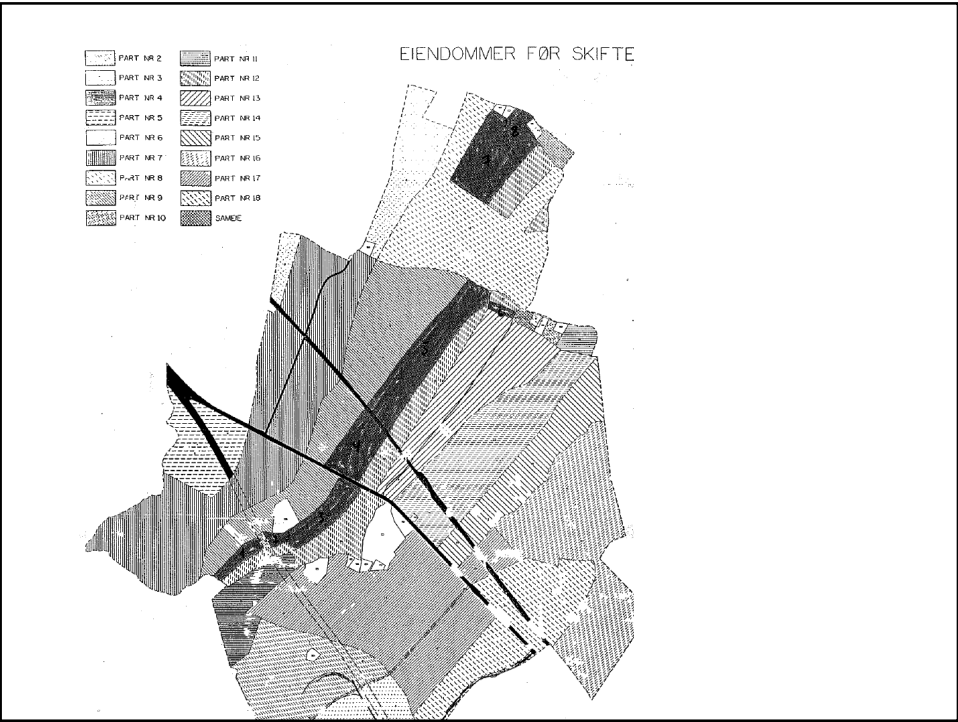 EIENDOMMER FØR SKIFTE
PART NR 2
PART NR 3
PART NR 4
PART NR 5
PART NR 6
PART NR 7
PART NR 8
PART NR 9
PART NR 10
PART NR 11
PART NR 12
PART NR 13
PART NR 14
PART NR 15
PART NR 16
PART NR 17
PART NR 18
SAMEIE